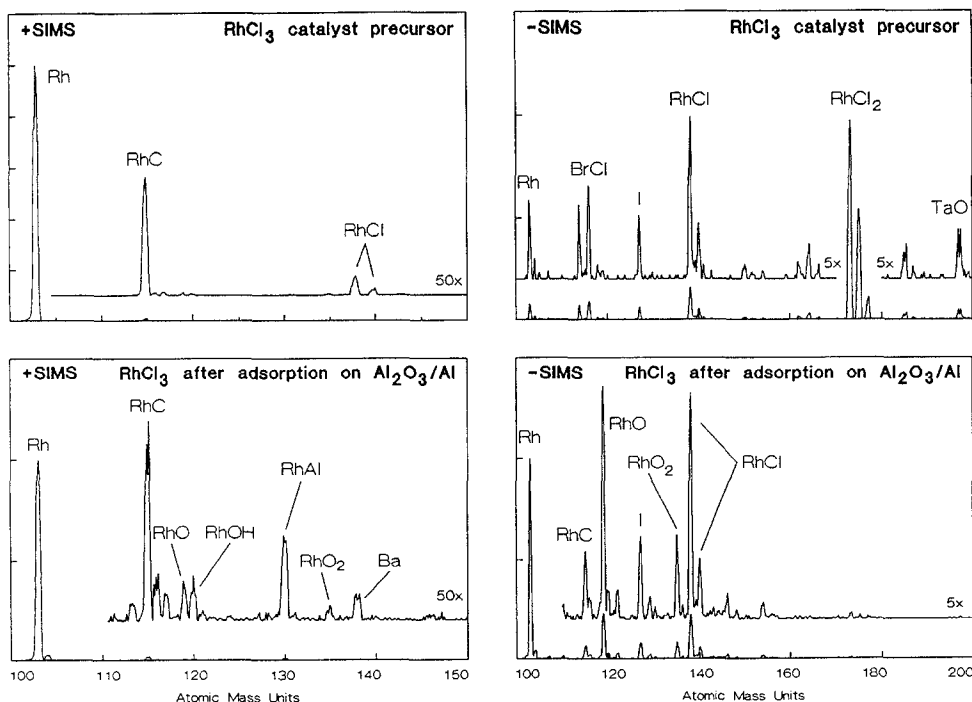 +SIMS RhCl3 catalyst precursor
Rh
RhC
RhCl
50x
-SIMS RhCl3 catalyst precursor
RhCl
RhCl2
Rh
BrCl
I
TaO
5x
5x
+SIMS RhCl3 after adsorption on Al2O3/Al
RhC
Rh
RhAl
RhO
RhOH
RhO2
Ba
50x
100 110 120 130 140 150
Atomic Mass Units
-SIMS RhCl3 after adsorption on Al2O3/Al
RhO
Rh
RhO2
RhCl
I
RhC
5x
100 120 140 160 180 200
Atomic Mass Units